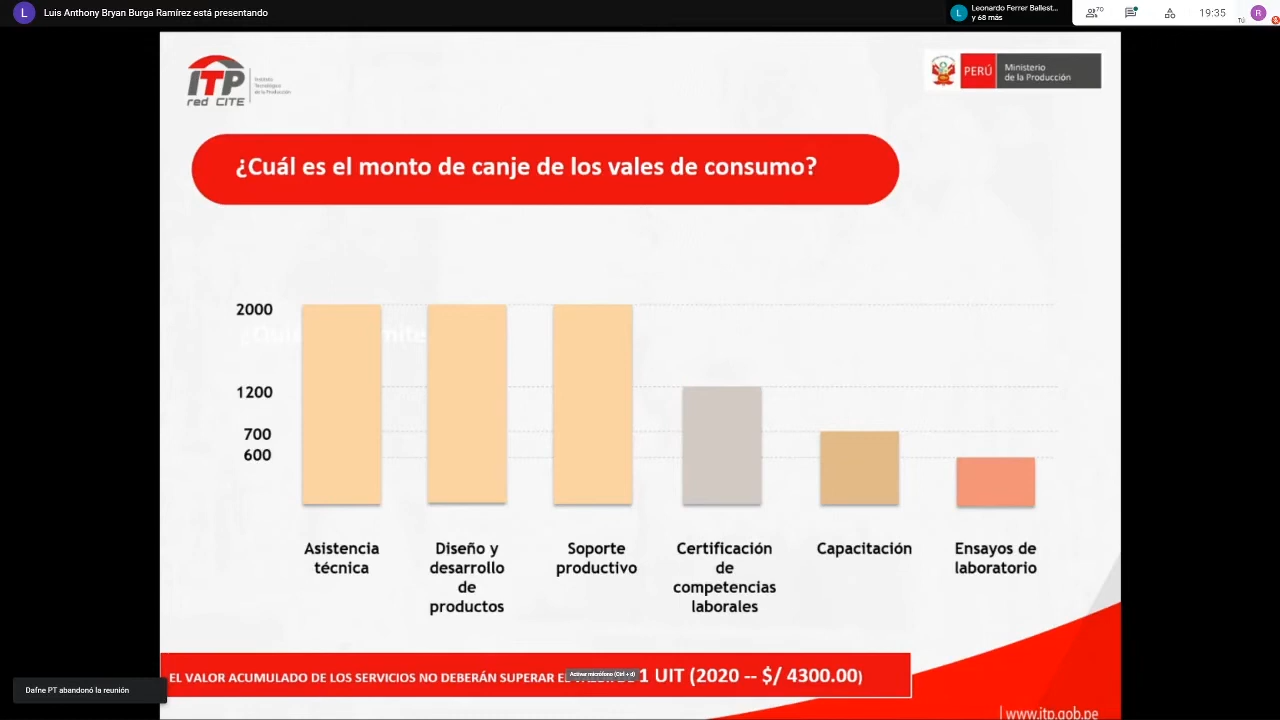 L Luis Anthony Bryan Burga Ramírez está presentando
L Leonardo Ferrer Ballest...
y 68 más
70
19:35
Tú
R
ITP
red CITE
Instituto
Tecnológico
de la Producción
PERÚ
Ministerio
de la Producción
¿Cuál es el monto de canje de los vales de consumo?
2000
1200
700
600
Asistencia
técnica
Diseño y
desarrollo
de
productos
Soporte
productivo
Certificación
de
competencias
laborales
Capacitación
Ensayos de
laboratorio
EL VALOR ACUMULADO DE LOS SERVICIOS NO DEBERÁN SUPERAR 1 UIT (2020 -- $/ 4300.00)
Activar micrófono (Ctrl + d)
Dafne PT abandonó la reunión
www.itp.gob.pe